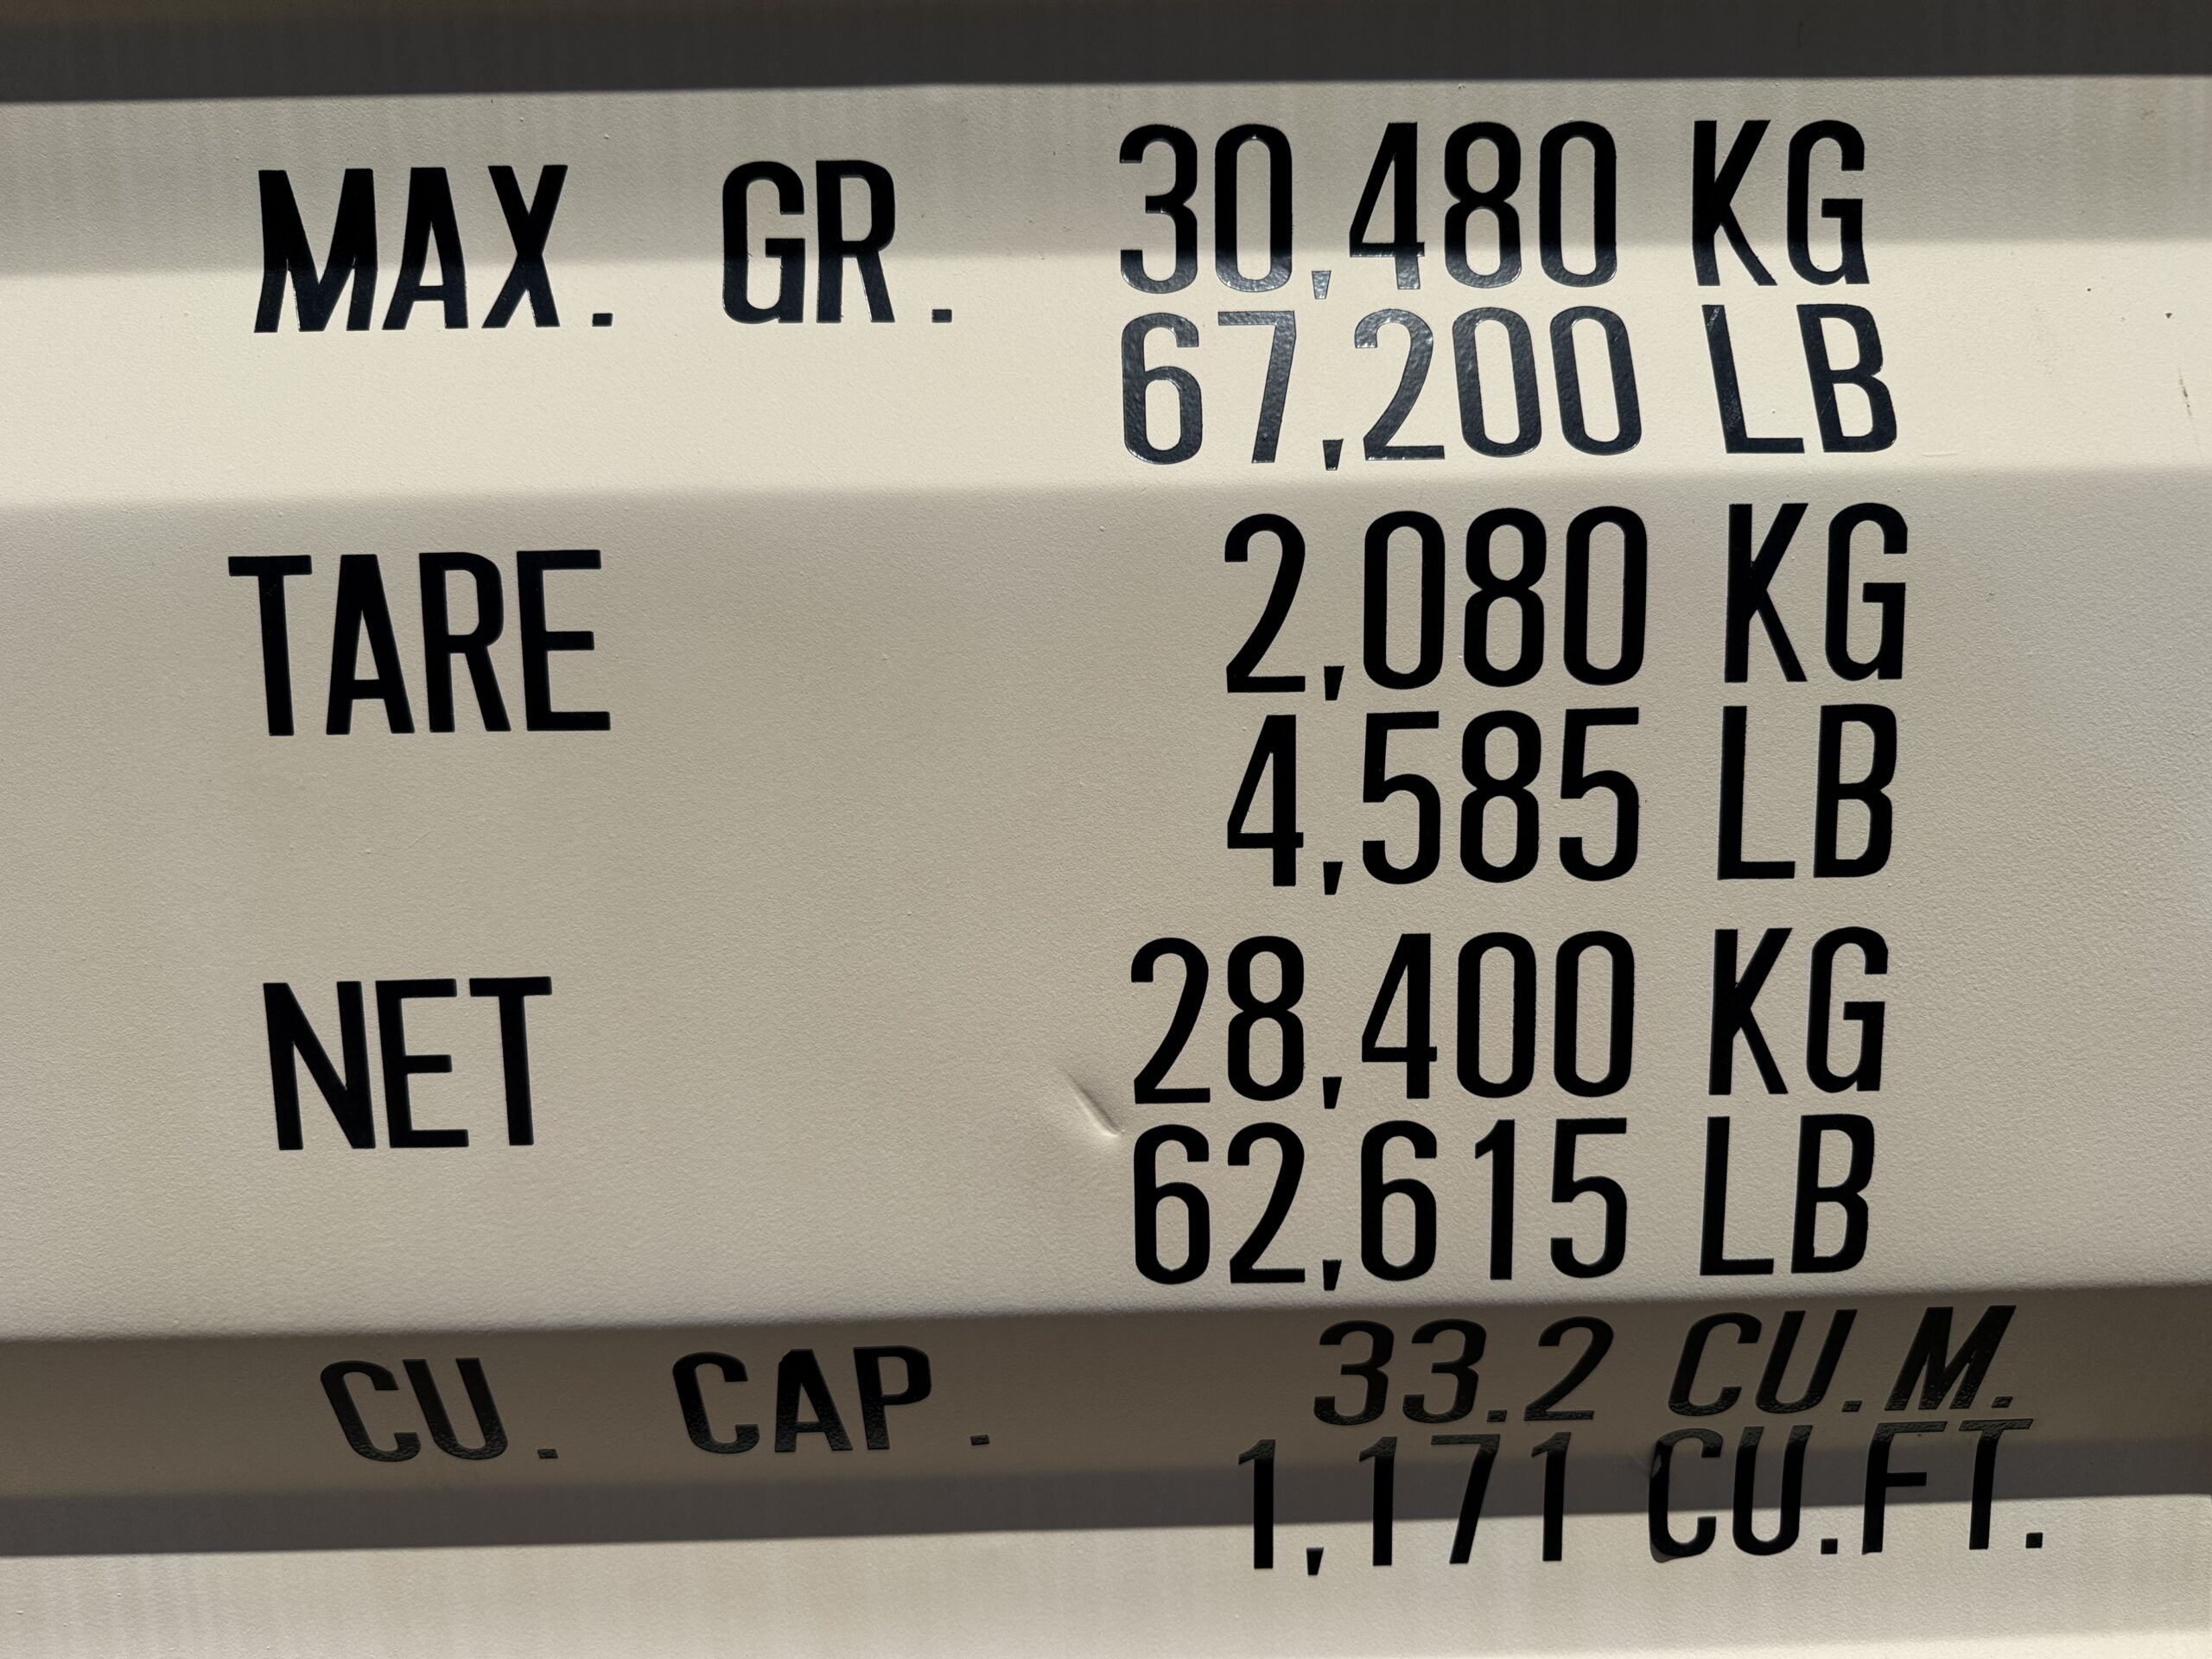 MAX. GR. 30,480 KG
67,200 LB
TARE 2,080 KG
4,585 LB
NET 28,400 KG
62,615 LB
CU. CAP. 33.2 CU.M.
1,171 CU.FT.